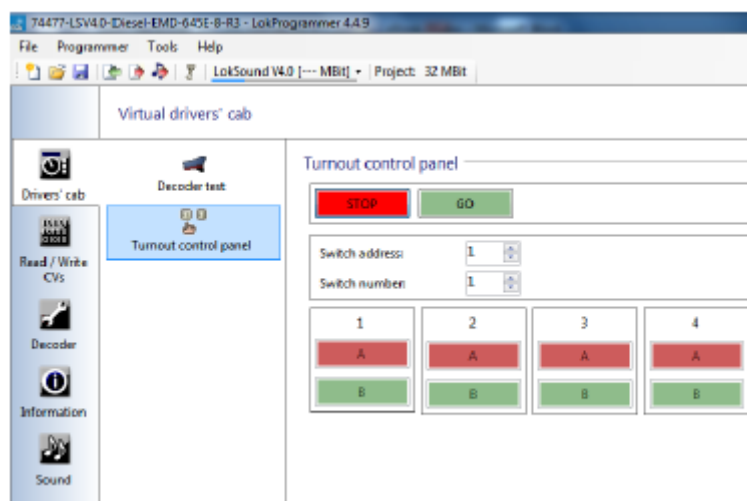 74477-LSV4.0-Diesel-EMD-645E-8-R3 - LokProgrammer 4.4.9
File Programmer Tools Help
LokSound V4.0 [--- MBit] Project: 32 MBit
Virtual drivers' cab
Drivers' cab
Read / Write
CVs
Decoder
Information
Sound
Decoder test
Turnout control panel
Turnout control panel
STOP GO
Switch address: 1
Switch number: 1
1 2 3 4
A A A A
B B B B